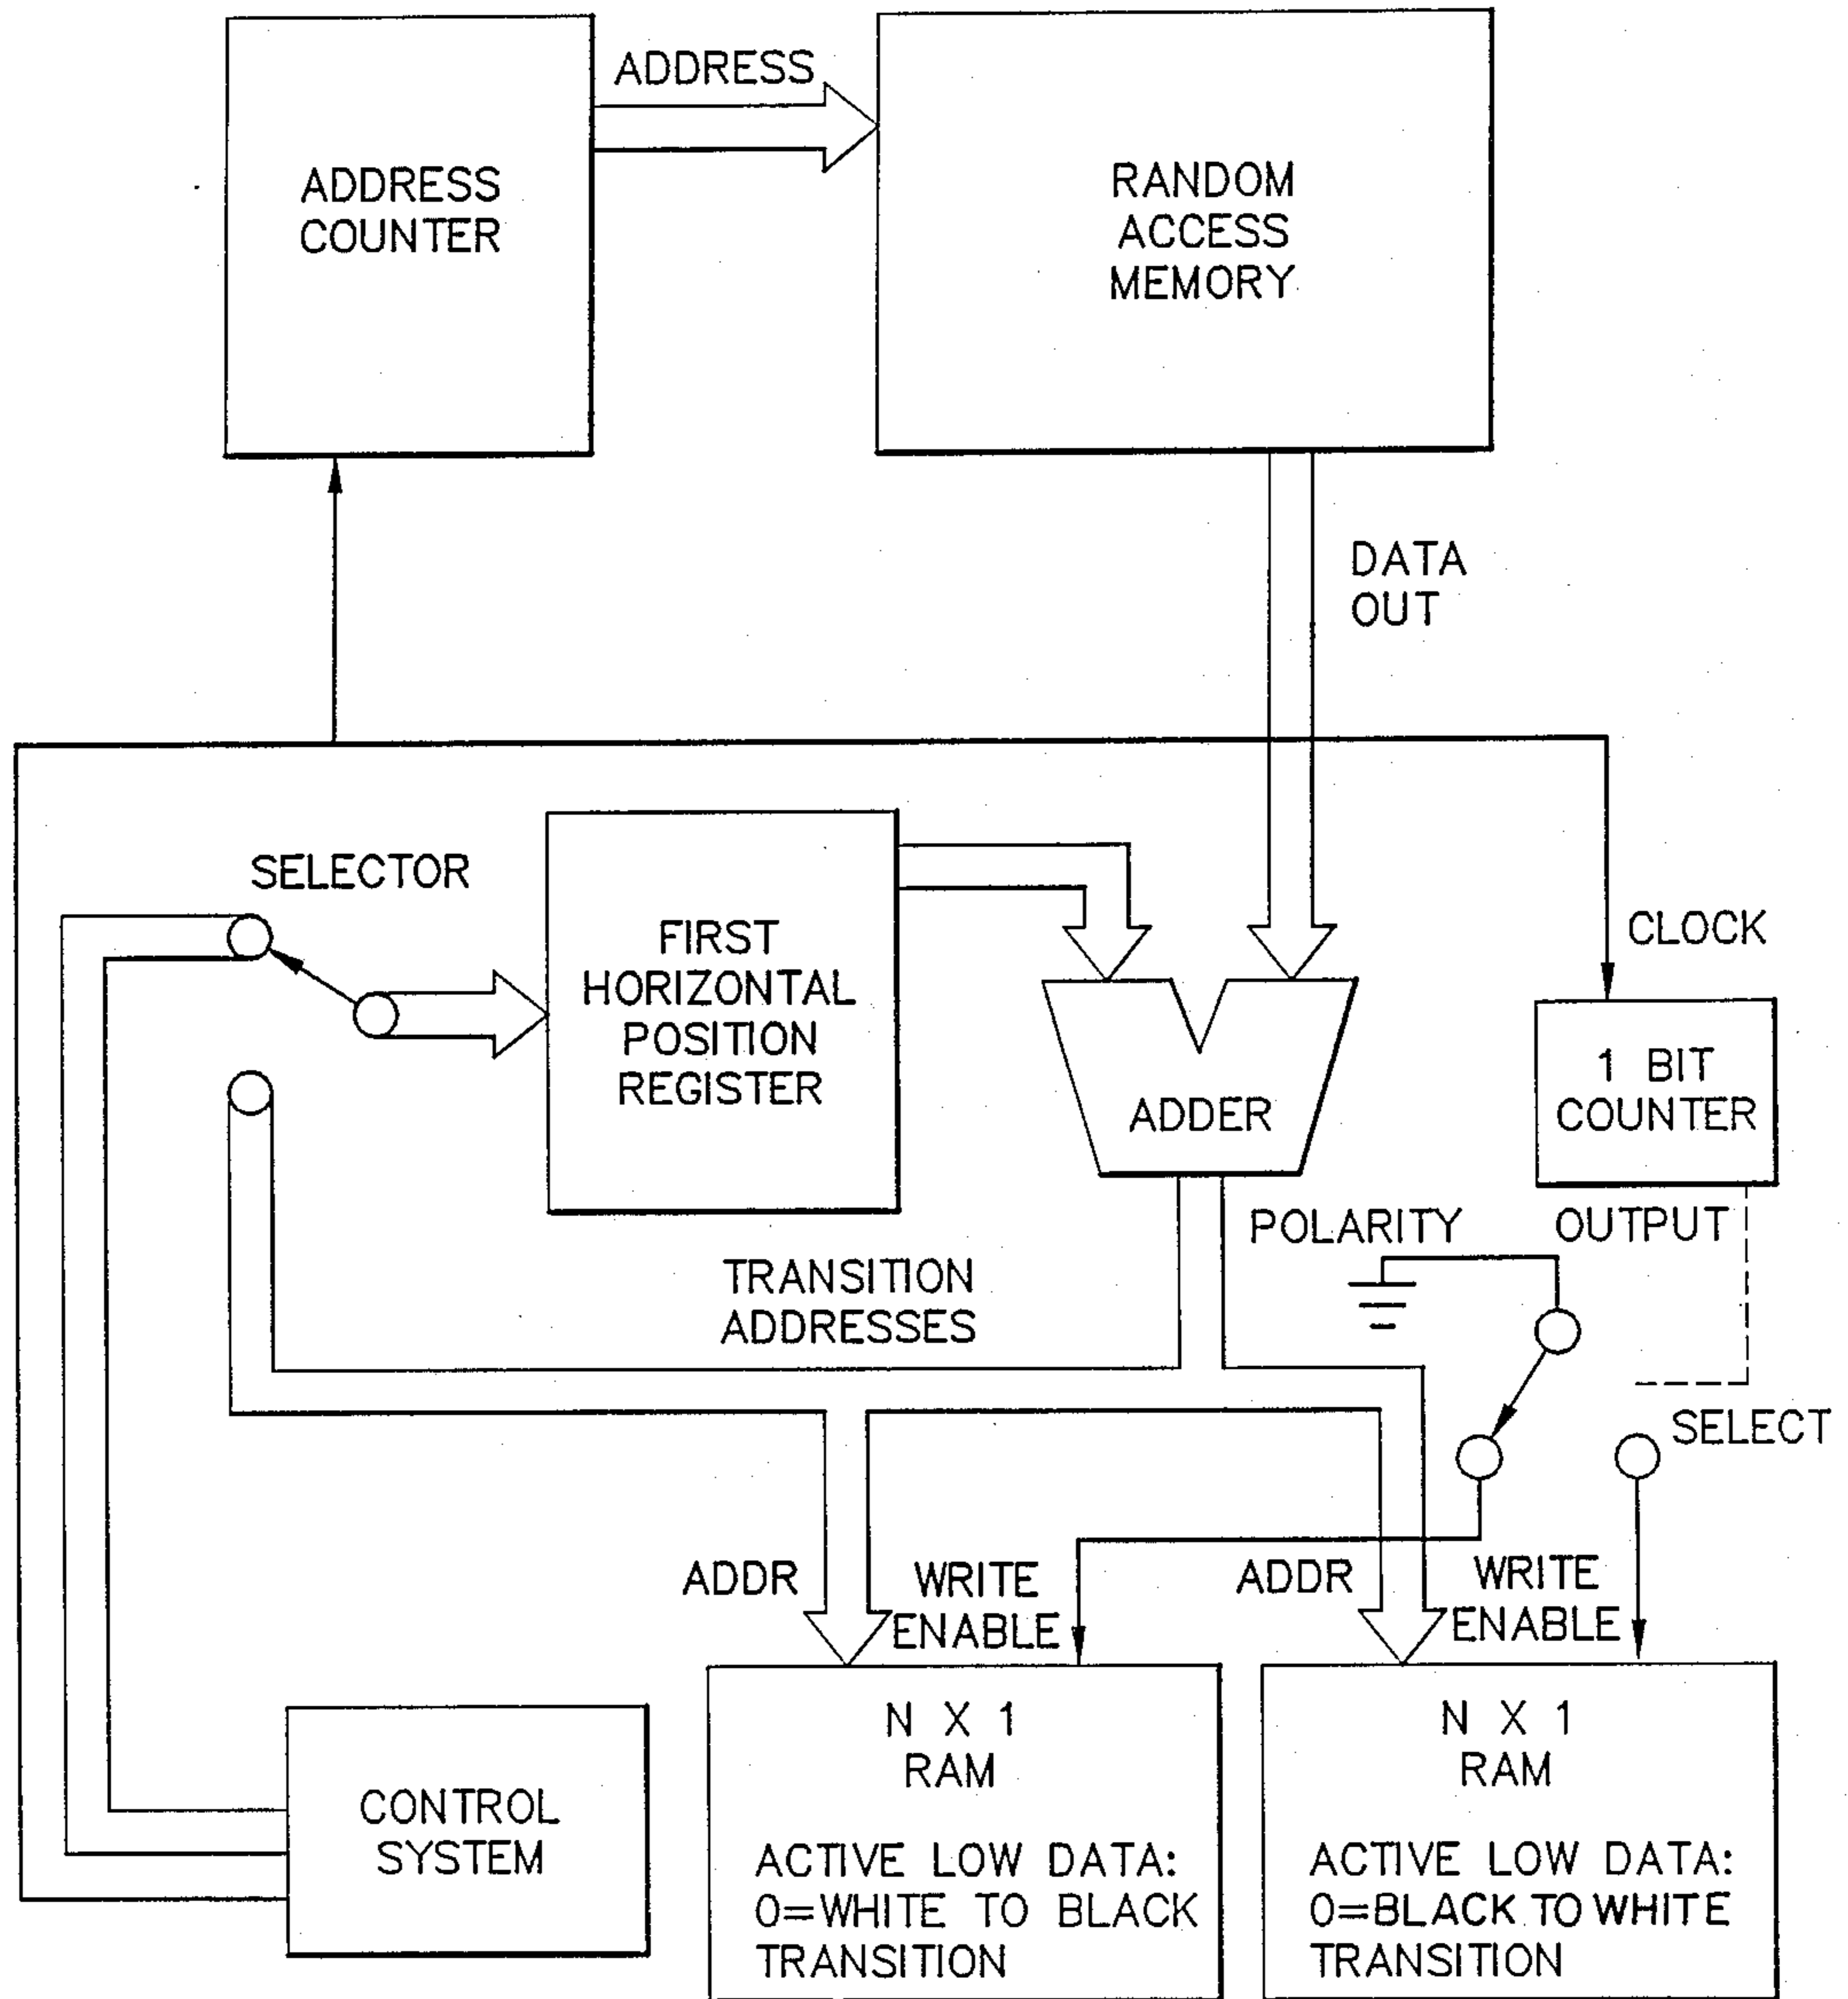 ADDRESS
ADDRESS
COUNTER
RANDOM
ACCESS
MEMORY
DATA
OUT
SELECTOR
FIRST
HORIZONTAL
POSITION
REGISTER
CLOCK
1 BIT
COUNTER
ADDER
POLARITY
OUTPUT
TRANSITION
ADDRESSES
SELECT
ADDR
WRITE
ENABLE
ADDR
WRITE
ENABLE
CONTROL
SYSTEM
N X 1
RAM
ACTIVE LOW DATA:
0=WHITE TO BLACK
TRANSITION
N X 1
RAM
ACTIVE LOW DATA:
0=BLACK TO WHITE
TRANSITION